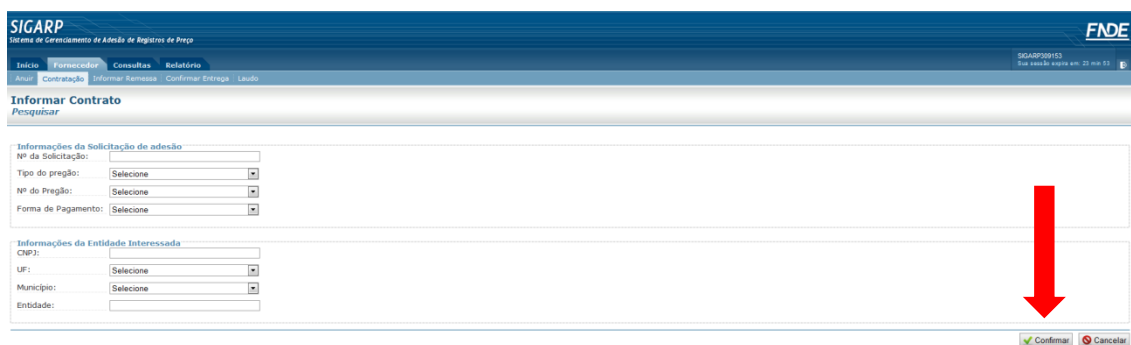 SIGARP
Sistema de Gerenciamento de Adesão de Registros de Preço
FNDE
SIGARP309153
Sua sessão expira em: 23 min 53
Início Fornecedor Consultas Relatório
Anuir Contratação Informar Remessa Confirmar Entrega Laudo
Informar Contrato
Pesquisar
Informações da Solicitação de adesão
Nº da Solicitação:
Tipo do pregão: Selecione
Nº do Pregão: Selecione
Forma de Pagamento: Selecione
Informações da Entidade Interessada
CNPJ:
UF: Selecione
Município: Selecione
Entidade:
Confirmar Cancelar